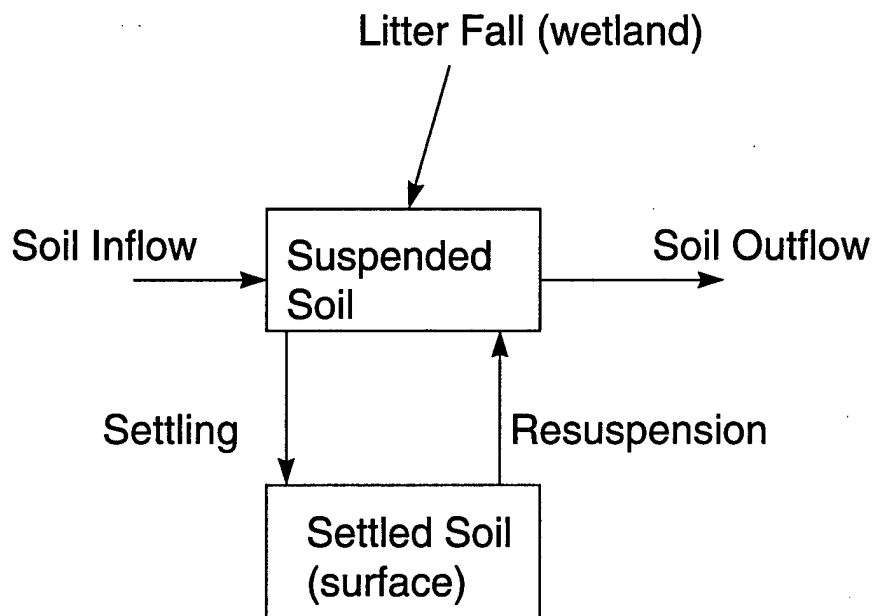 Litter Fall (wetland)
Soil Inflow
Suspended
Soil
Soil Outflow
Settling
Resuspension
Settled Soil
(surface)